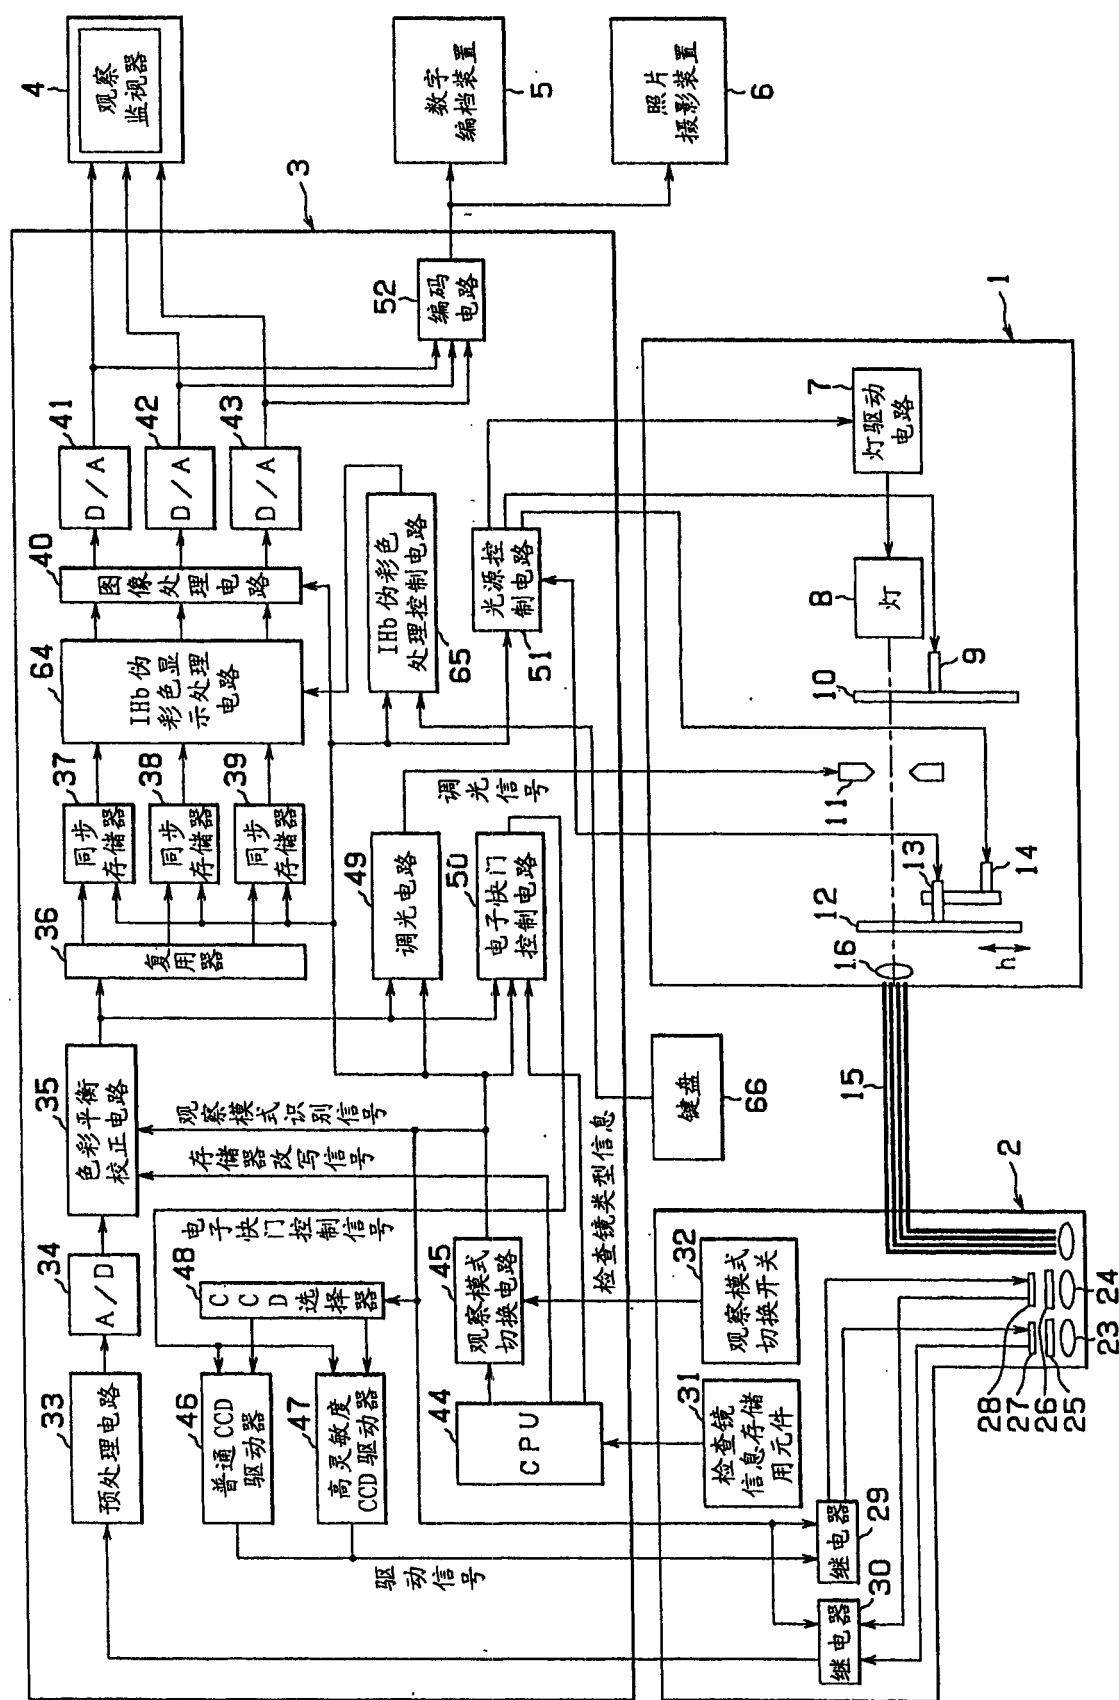 33
预处理电路
34
A/D
35
色彩平衡
校正电路
36
复用器
37
同步
存储器
38
同步
存储器
39
同步
存储器
64
IHb伪
彩色显
示处理
电路
40
图像处理电路
41
D/A
42
D/A
43
D/A
4
观察
监视器
观察模式识别信号
存储器改写信号
电子快门控制信号
46
普通CCD
驱动器
47
高灵敏度
CCD驱动器
48
CCD选择器
驱动信号
44
CPU
45
观察模式
切换电路
检查镜类型信息
49
调光电路
调光
信号
50
电子快门
控制电路
65
IHb伪彩色
处理控制电路
51
光源控
制电路
52
编码
电路
3
5
数字
编档装置
6
照片
摄影装置
31
检查镜
信息存储
用元件
32
观察模式
切换开关
29
继电器
30
继电器
28
27
26
25
23
24
2
66
键盘
15
16
12
h
13
14
11
10
9
8
灯
7
灯驱动
电路
1